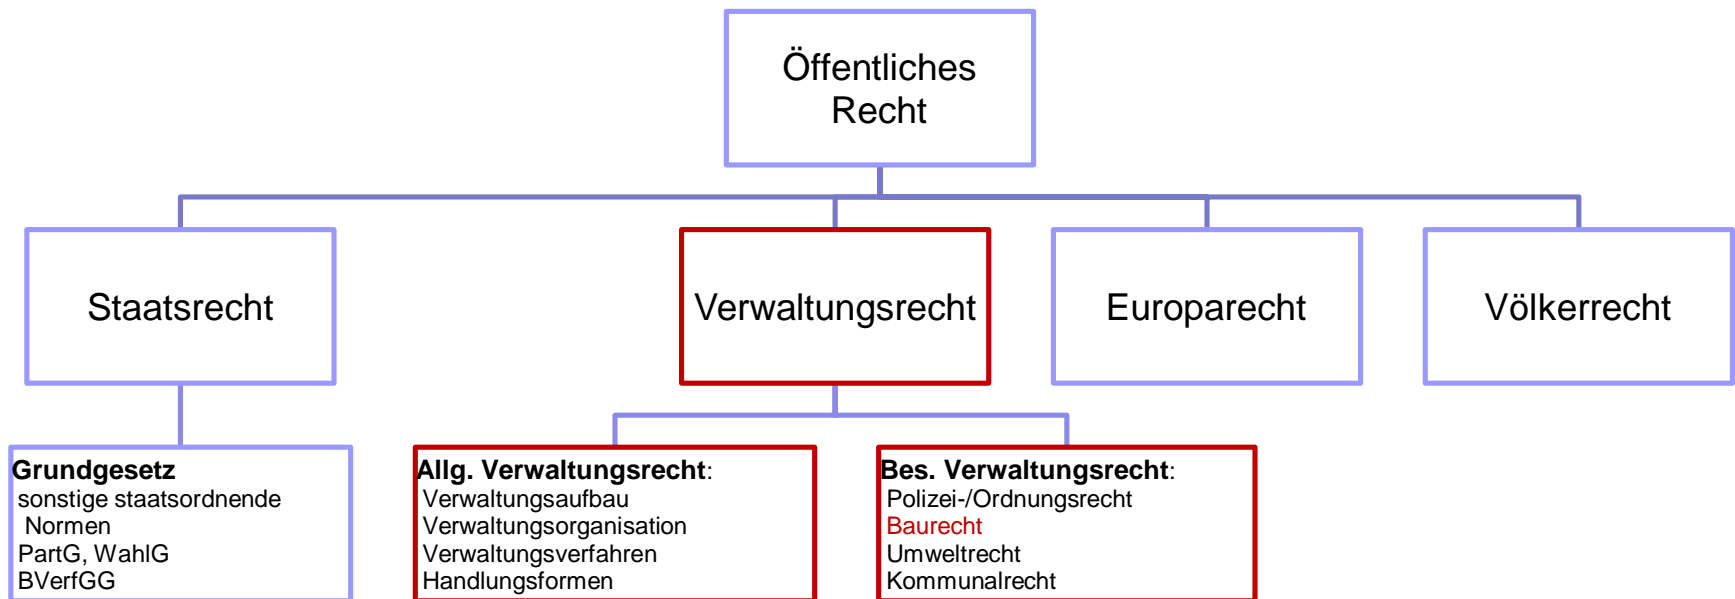 Öffentliches
Recht
Staatsrecht
Verwaltungsrecht
Europarecht
Völkerrecht
Grundgesetz
sonstige staatsordnende
Normen
PartG, WahlG
BVerfGG
Allg. Verwaltungsrecht:
Verwaltungsaufbau
Verwaltungsorganisation
Verwaltungsverfahren
Handlungsformen
Bes. Verwaltungsrecht:
Polizei-/Ordnungsrecht
Baurecht
Umweltrecht
Kommunalrecht